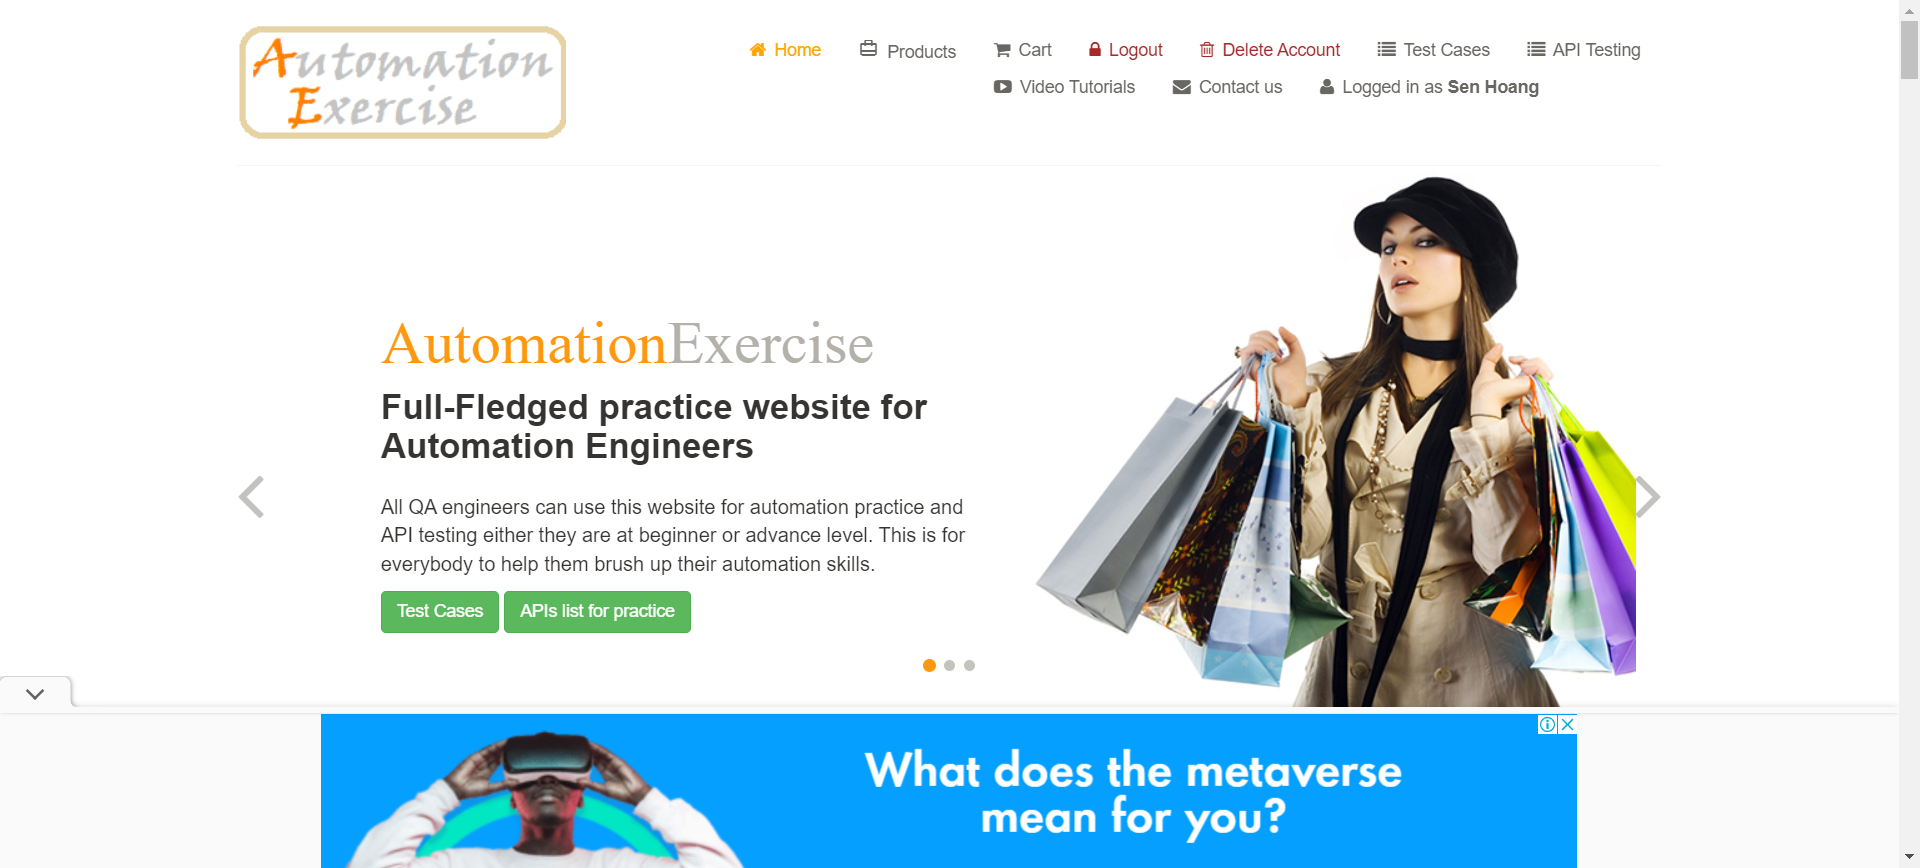 Automation
Exercise
Home
Products
Cart
Logout
Delete Account
Test Cases
API Testing
Video Tutorials
Contact us
Logged in as Sen Hoang
AutomationExercise
Full-Fledged practice website for
Automation Engineers
All QA engineers can use this website for automation practice and
API testing either they are at beginner or advance level. This is for
everybody to help them brush up their automation skills.
Test Cases
APIs list for practice
What does the metaverse
mean for you?